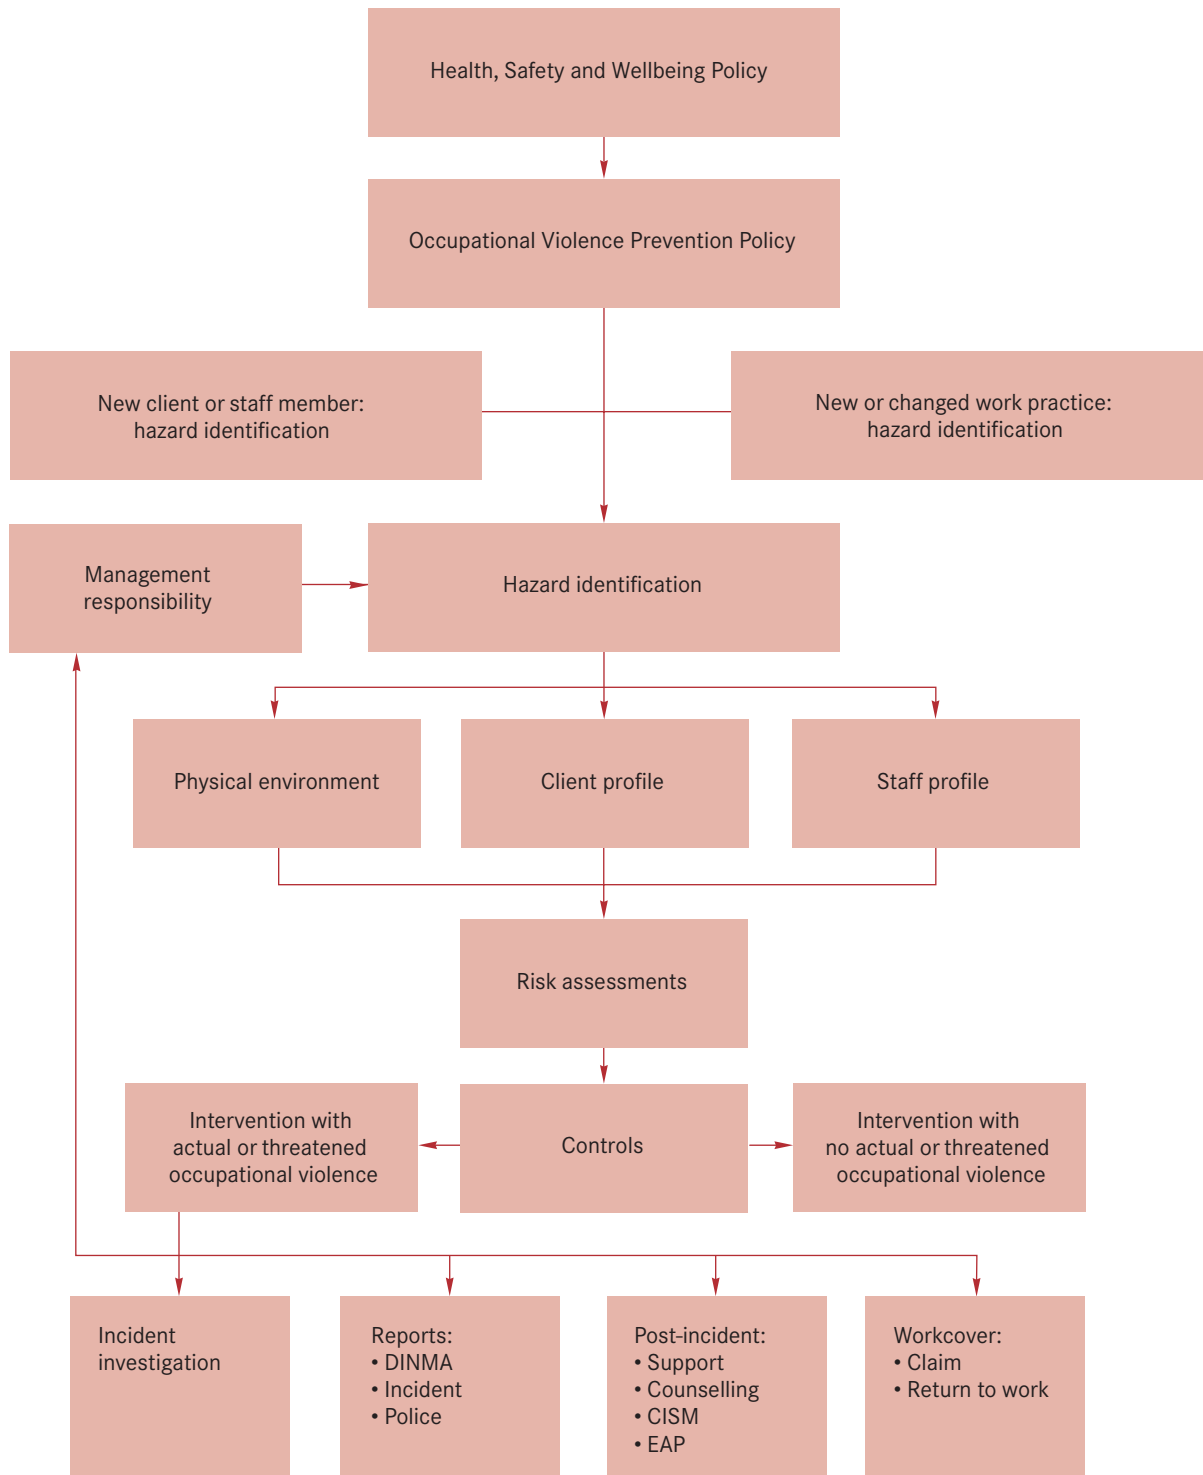 Health, Safety and Wellbeing Policy
Occupational Violence Prevention Policy
New client or staff member:
hazard identification
New or changed work practice:
hazard identification
Management
responsibility
Hazard identification
Physical environment
Client profile
Staff profile
Risk assessments
Intervention with
actual or threatened
occupational violence
Controls
Intervention with
no actual or threatened
occupational violence
Incident
investigation
Reports:
• DINMA
• Incident
• Police
Post-incident:
• Support
• Counselling
• CISM
• EAP
Workcover:
• Claim
• Return to work